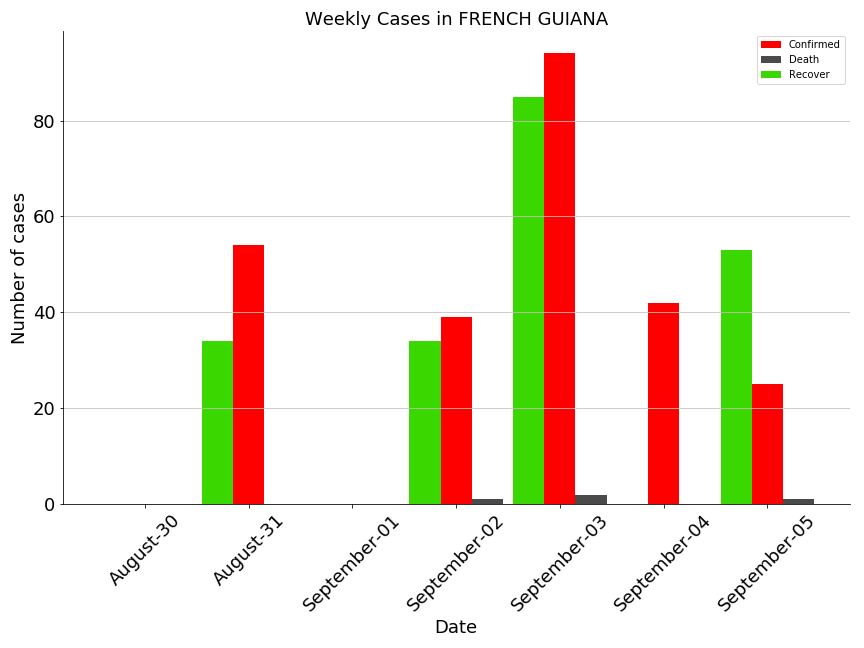 Weekly Cases in FRENCH GUIANA
Confirmed
Death
Recover
Number of cases
80
60
40
20
0
August-30
August-31
September-01
September-02
September-03
September-04
September-05
Date